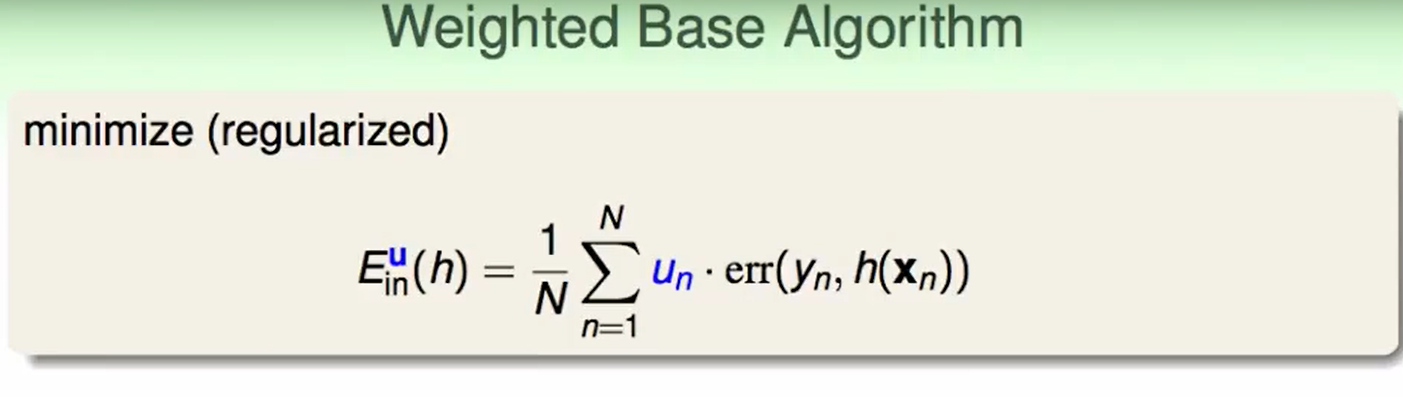 Weighted Base Algorithm
minimize (regularized)
E_in^u(h) = 1/N ∑_{n=1}^{N} u_n · err(y_n, h(x_n))